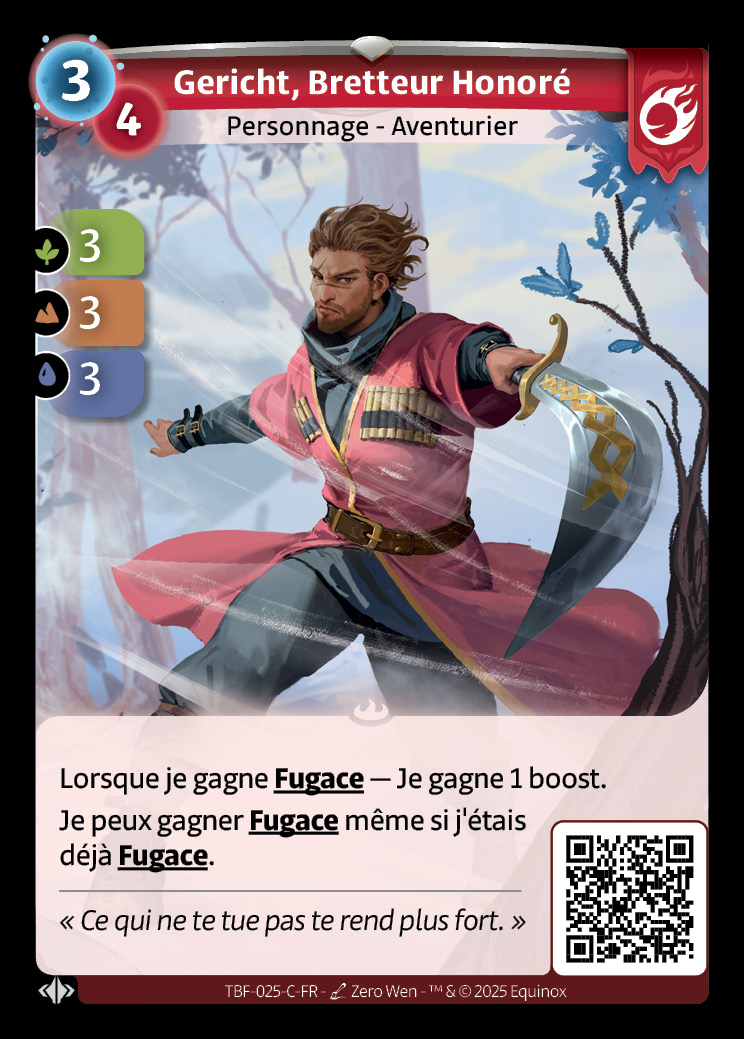 3
Gericht, Bretteur Honoré
4
Personnage - Aventurier
3
3
3
Lorsque je gagne Fugace — Je gagne 1 boost.
Je peux gagner Fugace même si j'étais
déjà Fugace.
« Ce qui ne te tue pas te rend plus fort. »
TBF-025-C-FR - Zero Wen - ™ & © 2025 Equinox